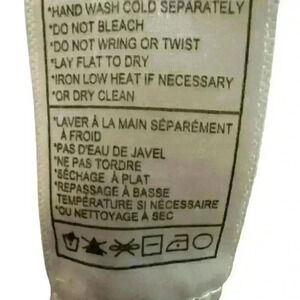 *HAND WASH COLD SEPARATELY
*DO NOT BLEACH
*DO NOT WRING OR TWIST
*LAY FLAT TO DRY
*IRON LOW HEAT IF NECESSARY
*OR DRY CLEAN
*LAVER À LA MAIN SÉPARÉMENT
À FROID
*PAS D'EAU DE JAVEL
*NE PAS TORDRE
*SÉCHAGE À PLAT
*REPASSAGE À BASSE
TEMPÉRATURE SI NÉCESSAIRE
*OU NETTOYAGE À SEC